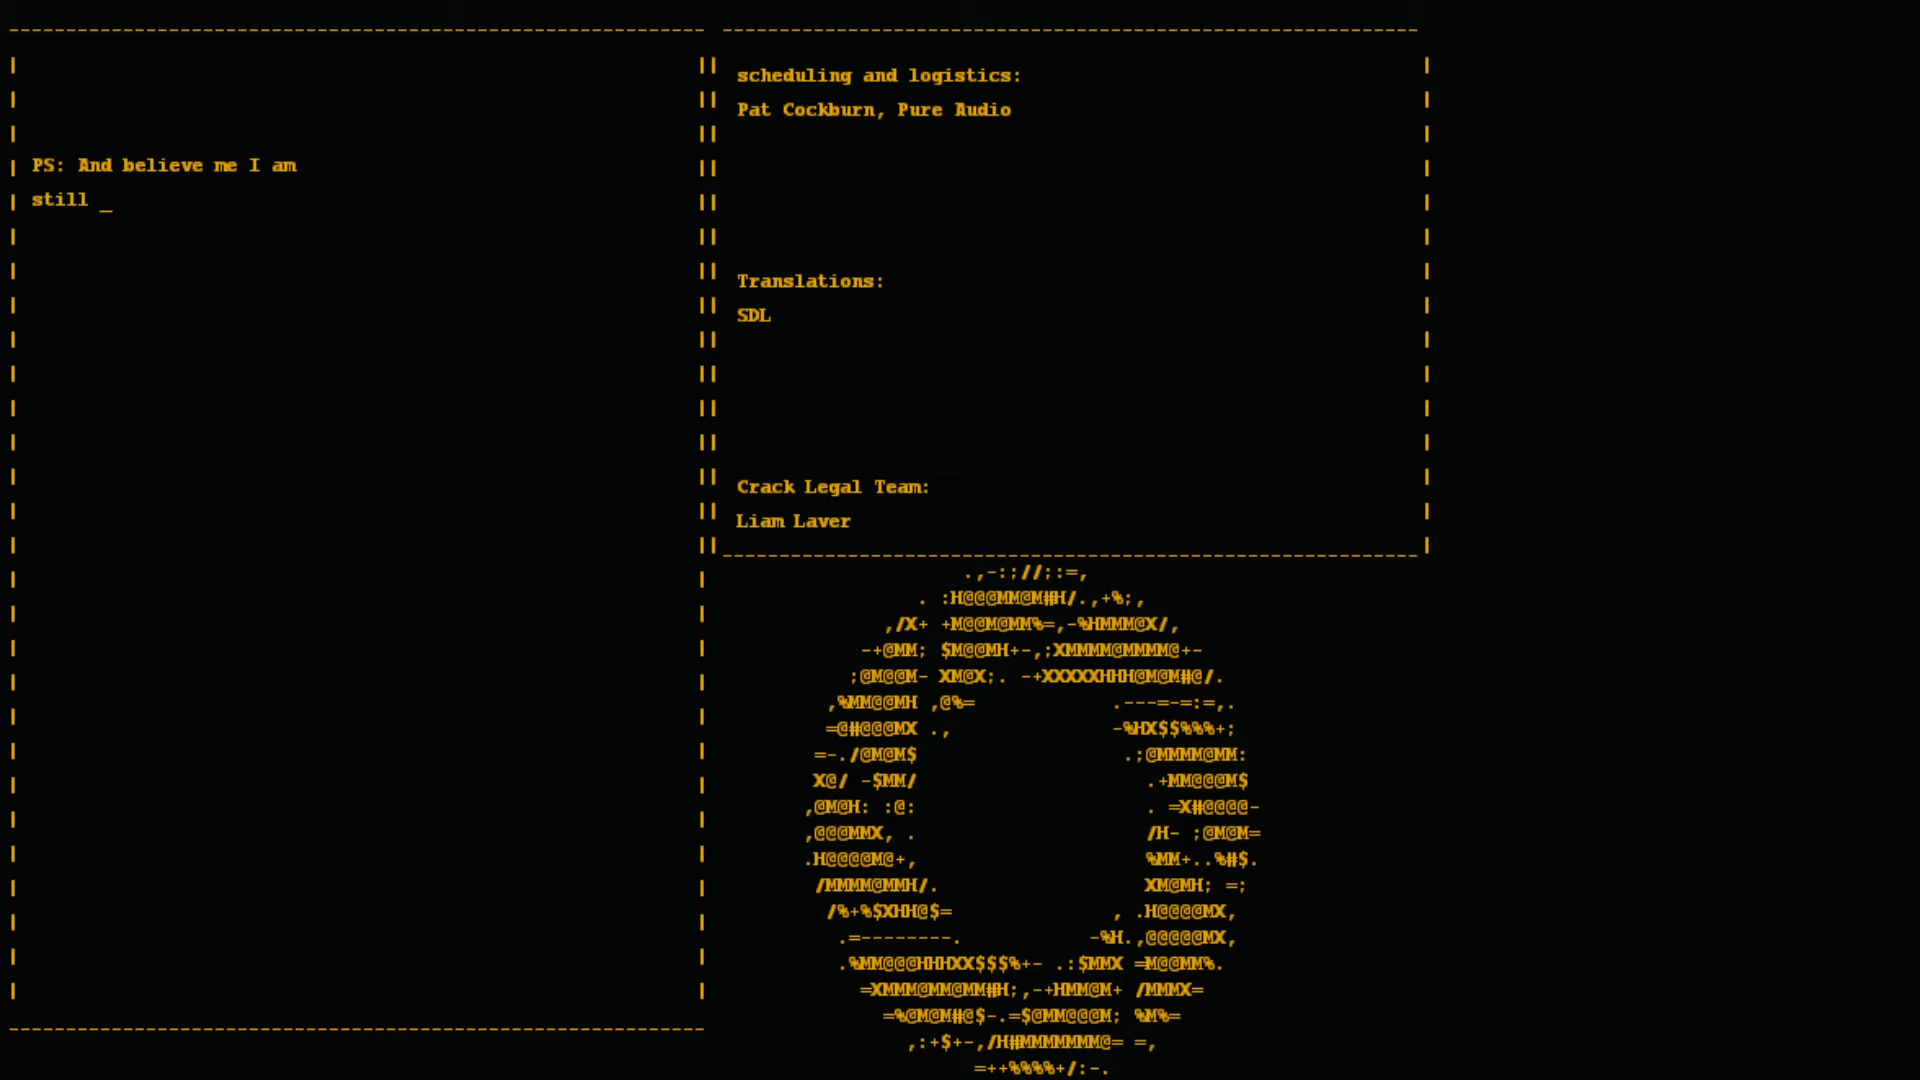 PS: And believe me I am
still _
scheduling and logistics:
Pat Cockburn, Pure Audio
Translations:
SDL
Crack Legal Team:
Liam Laver